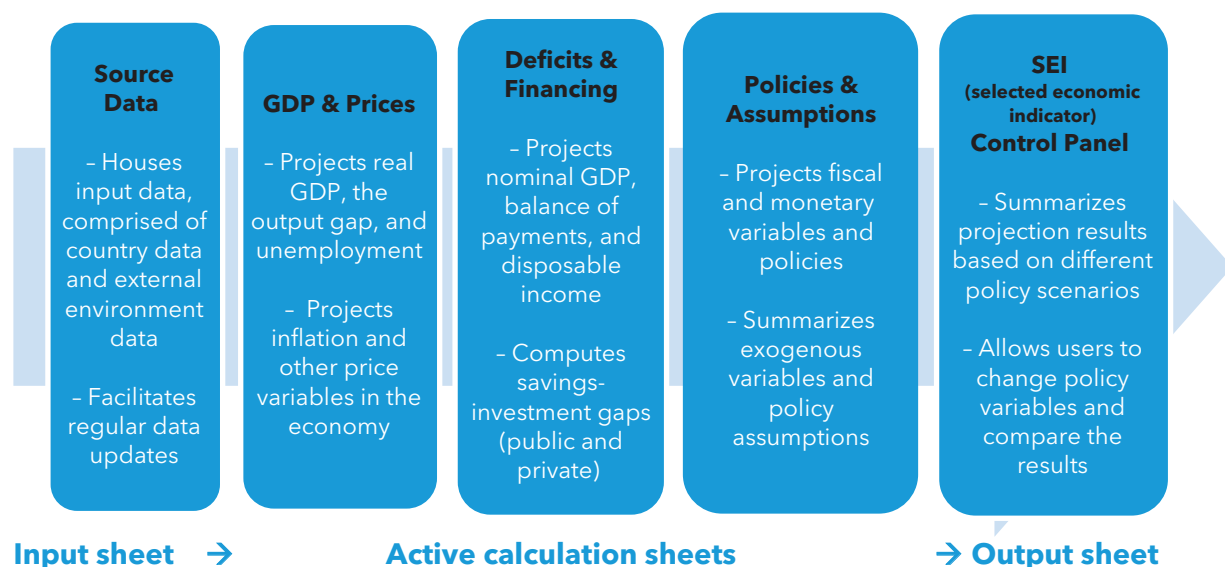 Source
Data
– Houses
input data,
comprised of
country data
and external
environment
data
– Facilitates
regular data
updates
GDP & Prices
– Projects real
GDP, the
output gap, and
unemployment
– Projects
inflation and
other price
variables in the
economy
Deficits &
Financing
– Projects
nominal GDP,
balance of
payments, and
disposable
income
– Computes
savings-
investment gaps
(public and
private)
Policies &
Assumptions
– Projects fiscal
and monetary
variables and
policies
– Summarizes
exogenous
variables and
policy
assumptions
SEI
(selected economic
indicator)
Control Panel
– Summarizes
projection results
based on different
policy scenarios
– Allows users to
change policy
variables and
compare the
results
Input sheet → Active calculation sheets → Output sheet